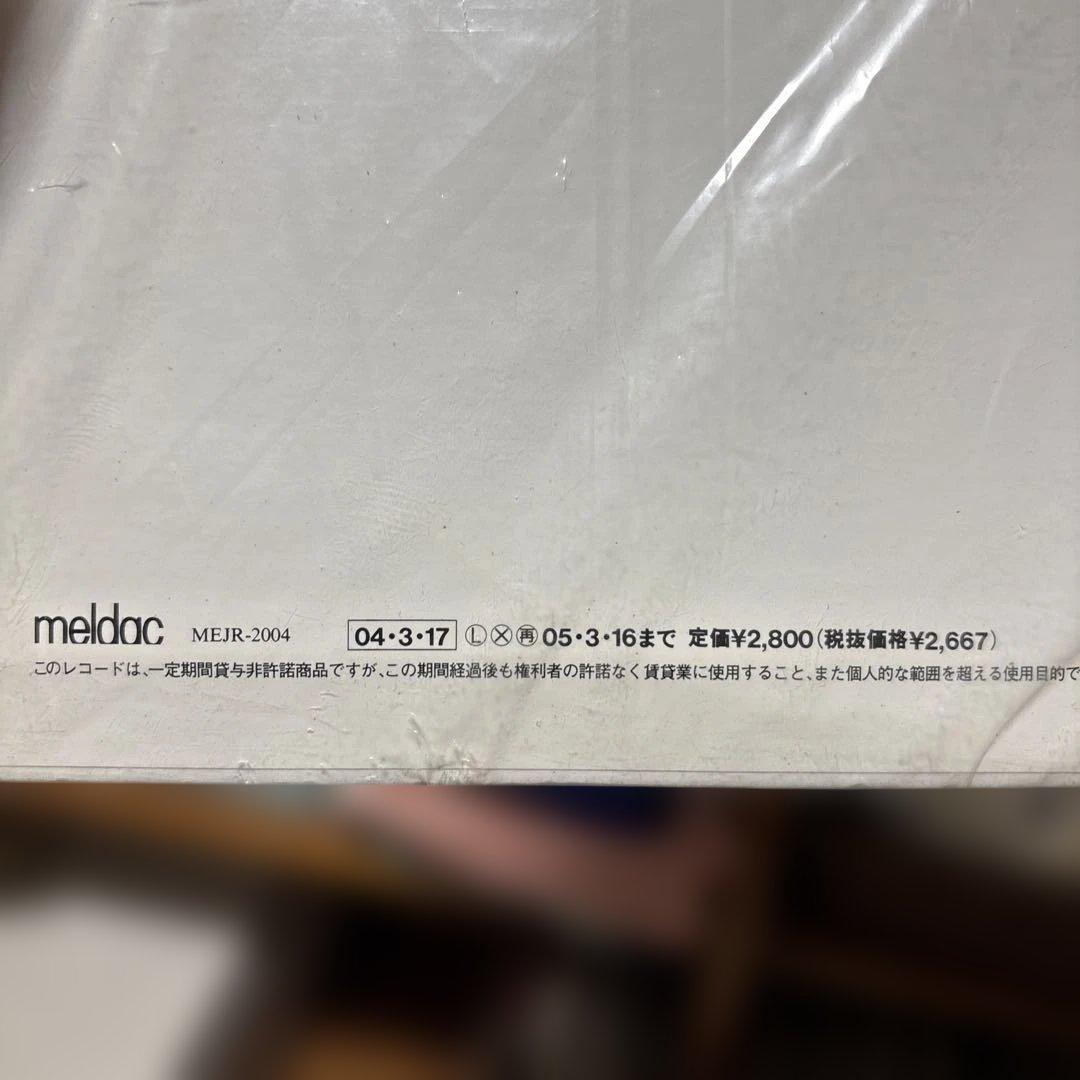 meldac MEJR-2004 04・3・17 Ⓛ Ⓧ ㊢ 05・3・16まで 定価¥2,800(税抜価格¥2,667)
このレコードは、一定期間貸与非許諾商品ですが、この期間経過後も権利者の許諾なく賃貸業に使用すること、また個人的な範囲を超える使用目的で